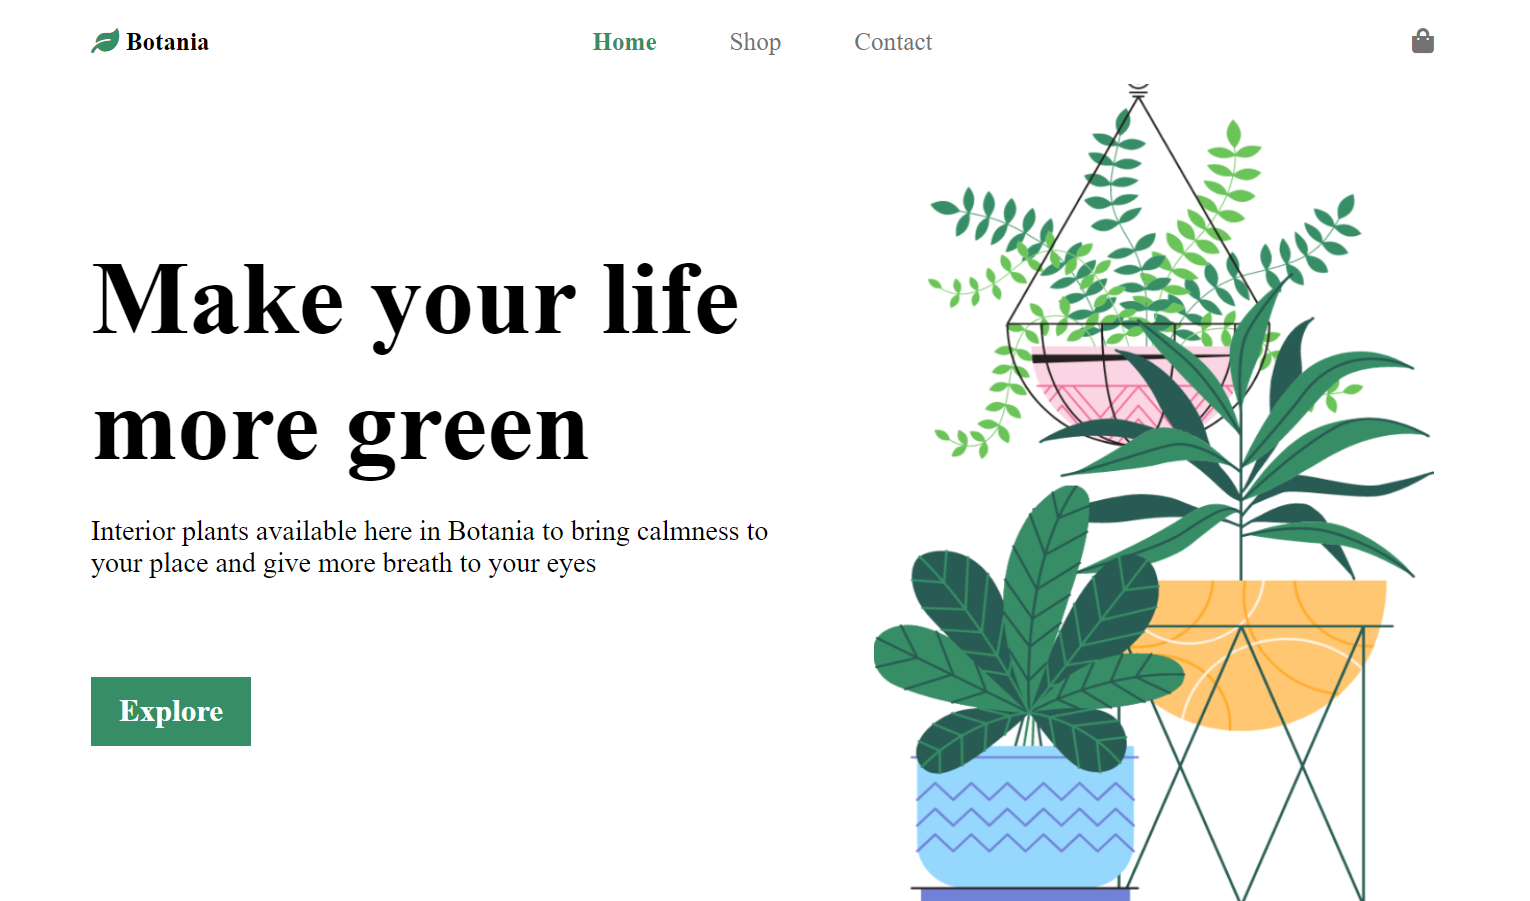 Botania
Home
Shop
Contact
Make your life
more green
Interior plants available here in Botania to bring calmness to
your place and give more breath to your eyes
Explore